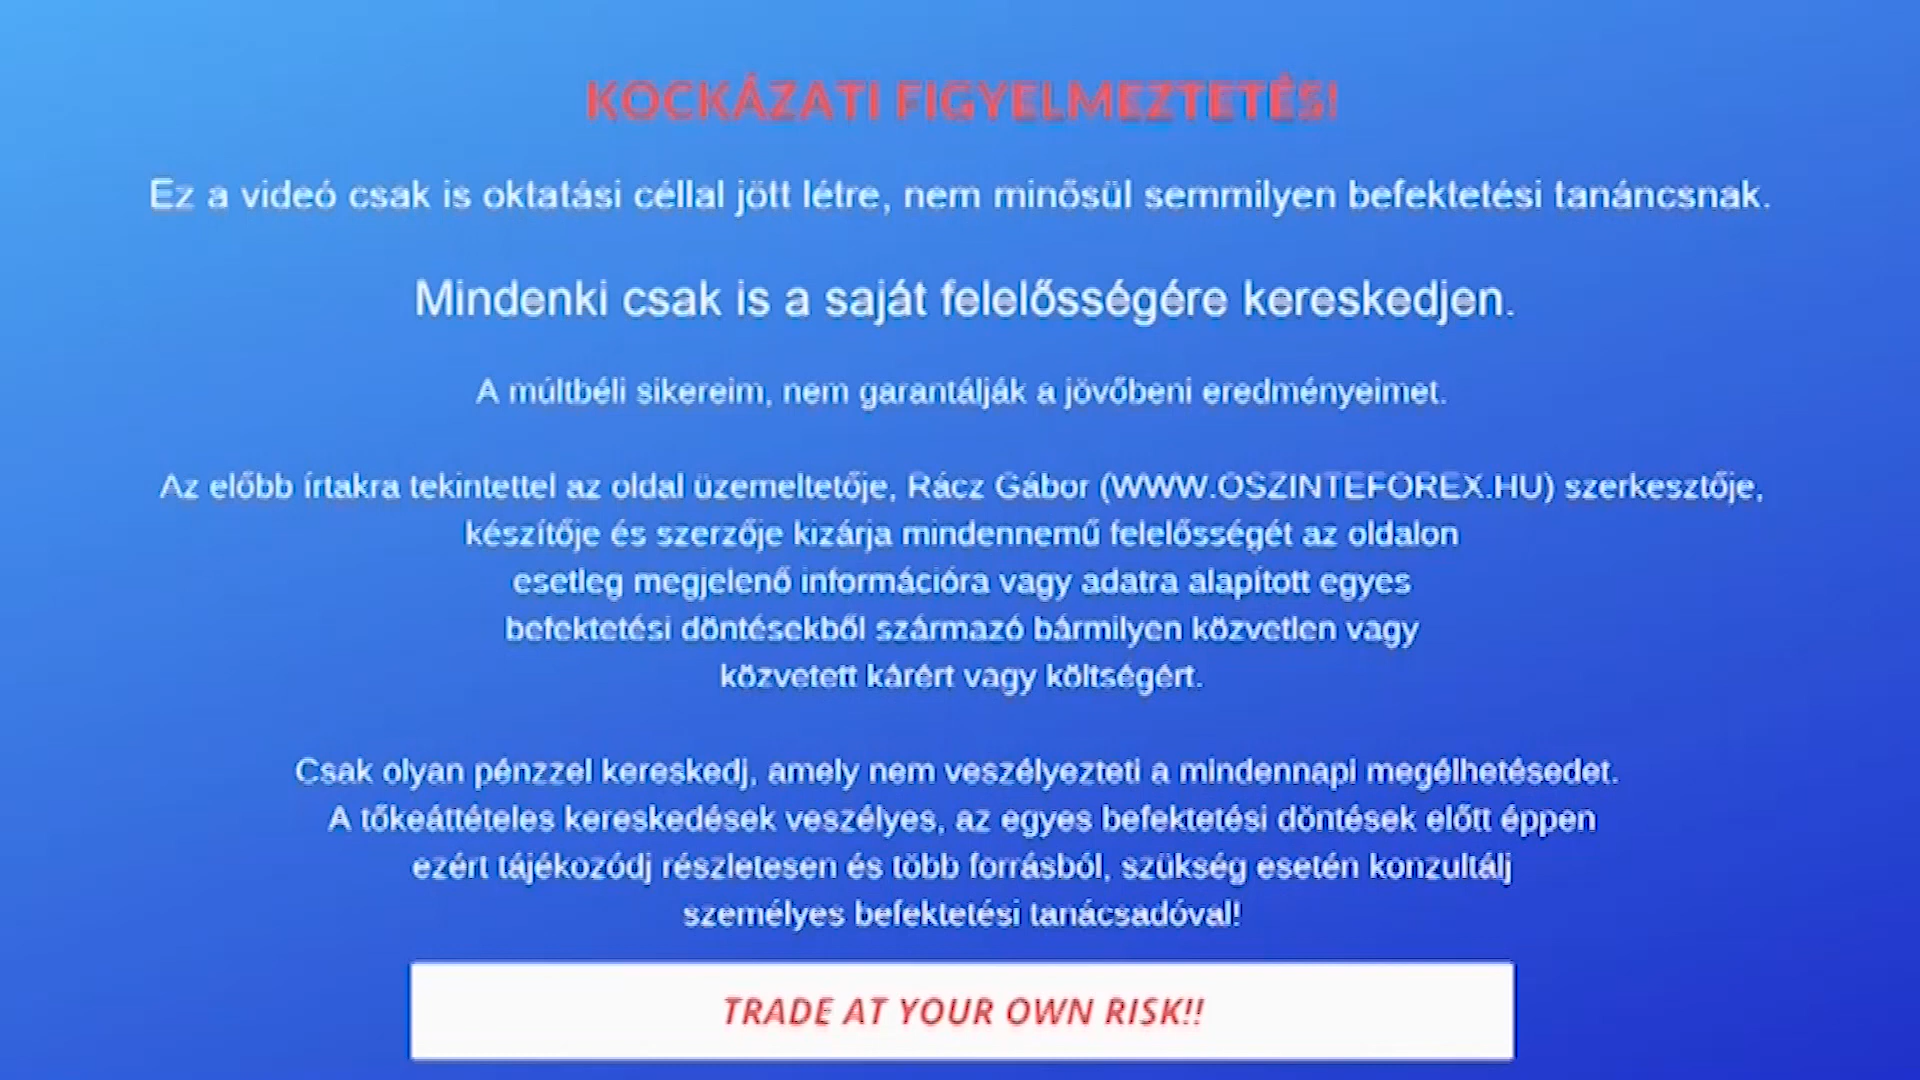 KOCKÁZATI FIGYELMEZTETÉS!
Ez a videó csak is oktatási céllal jött létre, nem minősül semmilyen befektetési tanáncsnak.
Mindenki csak is a saját felelősségére kereskedjen.
A múltbéli sikereim, nem garantálják a jövőbeni eredményeimet.
Az előbb írtakra tekintettel az oldal üzemeltetője, Rácz Gábor (WWW.OSZINTEFOREX.HU) szerkesztője,
készítője és szerzője kizárja mindennemű felelősségét az oldalon
esetleg megjelenő információra vagy adatra alapított egyes
befektetési döntésekből származó bármilyen közvetlen vagy
közvetett kárért vagy költségért.
Csak olyan pénzzel kereskedj, amely nem veszélyezteti a mindennapi megélhetésedet.
A tőkeáttételes kereskedések veszélyes, az egyes befektetési döntések előtt éppen
ezért tájékozódj részletesen és több forrásból, szükség esetén konzultálj
személyes befektetési tanácsadóval!
TRADE AT YOUR OWN RISK!!